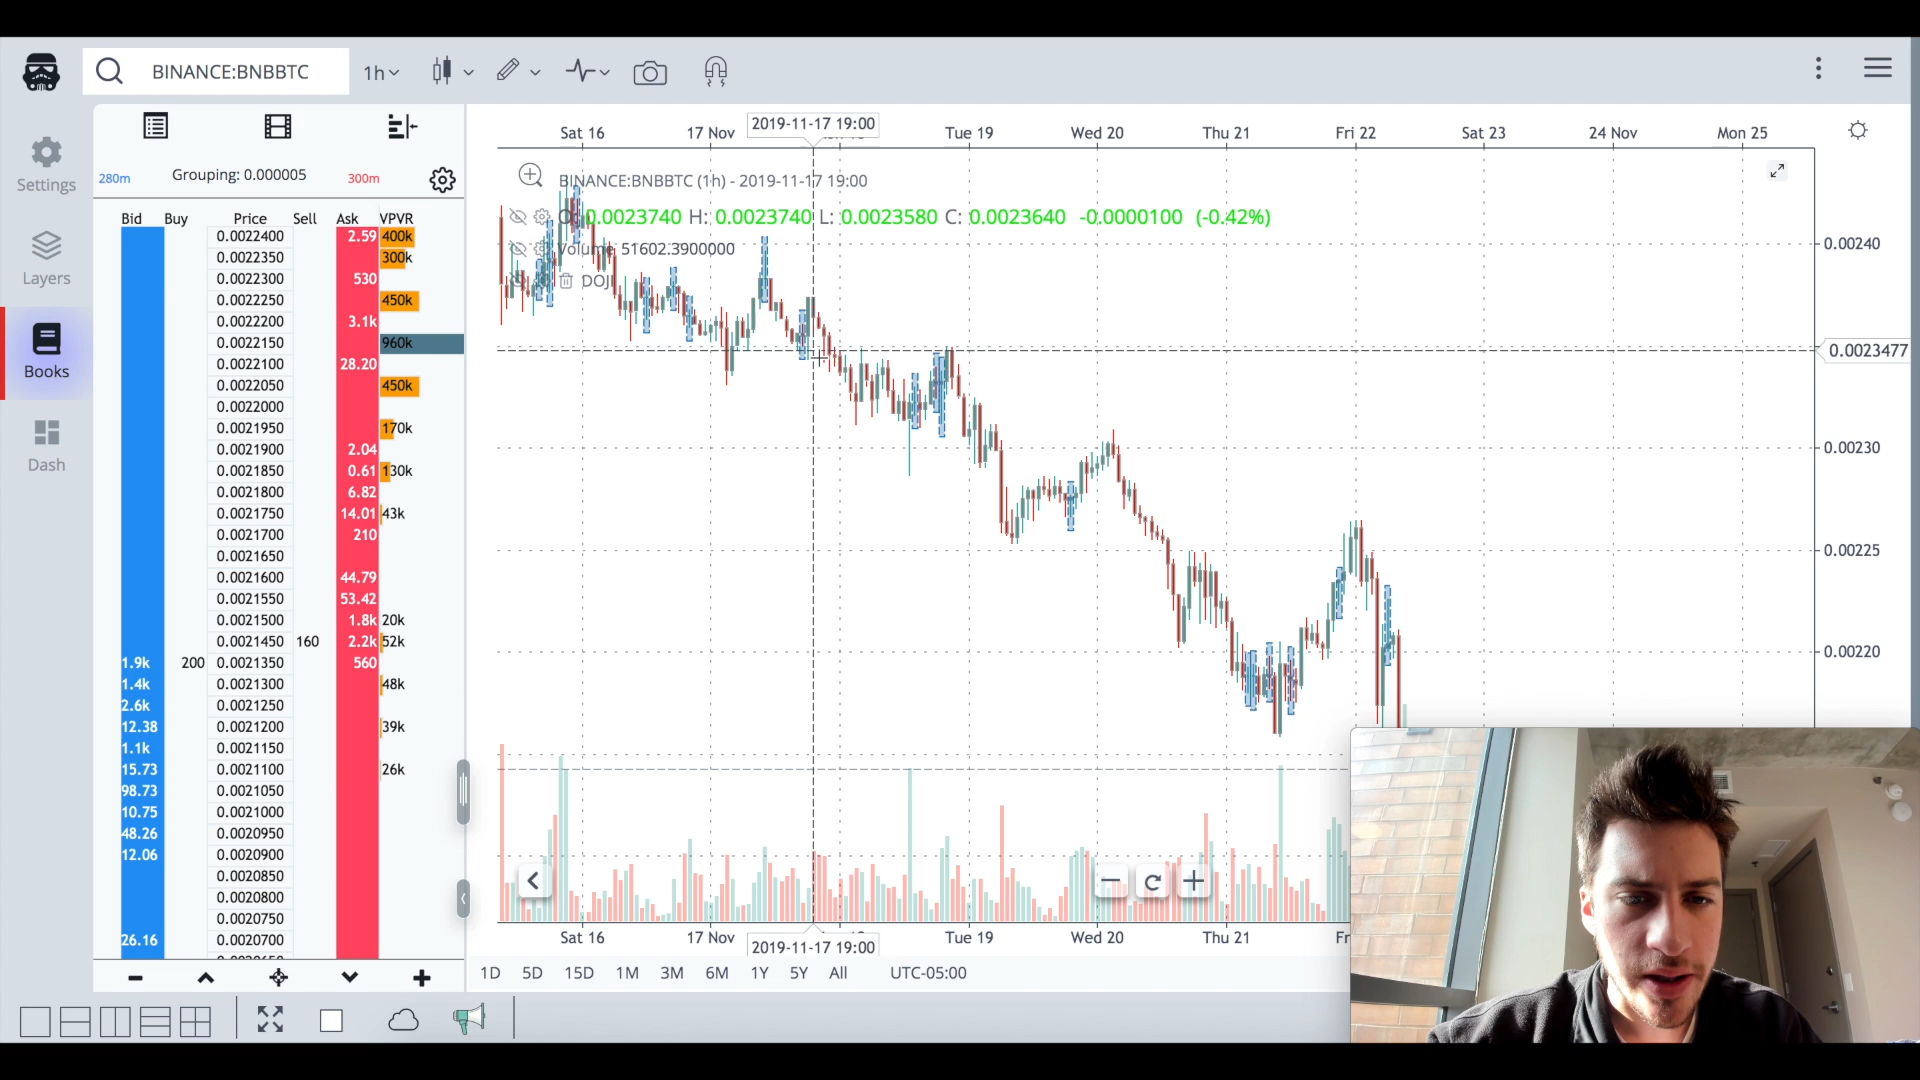 BINANCE:BNBBTC
1h
Settings
Layers
Books
Dash
280m
Grouping: 0.000005
300m
Bid Buy Price Sell Ask VPVR
0.0022400 2.59 400k
0.0022350 300k
0.0022300 530
0.0022250 450k
0.0022200 3.1k
0.0022150 960k
0.0022100 28.20
0.0022050 450k
0.0022000
0.0021950 170k
0.0021900 2.04
0.0021850 0.61 130k
0.0021800 6.82
0.0021750 14.01 43k
0.0021700 210
0.0021650
0.0021600 44.79
0.0021550 53.42
0.0021500 1.8k 20k
0.0021450 160 2.2k 52k
1.9k 200 0.0021350 560
1.4k 0.0021300 48k
2.6k 0.0021250
12.38 0.0021200 39k
1.1k 0.0021150
15.73 0.0021100 26k
98.73 0.0021050
10.75 0.0021000
48.26 0.0020950
12.06 0.0020900
0.0020850
0.0020800
0.0020750
26.16 0.0020700
Sat 16 17 Nov 2019-11-17 19:00 Tue 19 Wed 20 Thu 21 Fri 22 Sat 23 24 Nov Mon 25
BINANCE:BNBBTC (1h) - 2019-11-17 19:00
O: 0.0023740 H: 0.0023740 L: 0.0023580 C: 0.0023640 -0.0000100 (-0.42%)
Volume 51602.3900000
DOJI
0.00240
0.0023477
0.00230
0.00225
0.00220
Sat 16 17 Nov 2019-11-17 19:00 Tue 19 Wed 20 Thu 21
1D 5D 15D 1M 3M 6M 1Y 5Y All UTC-05:00